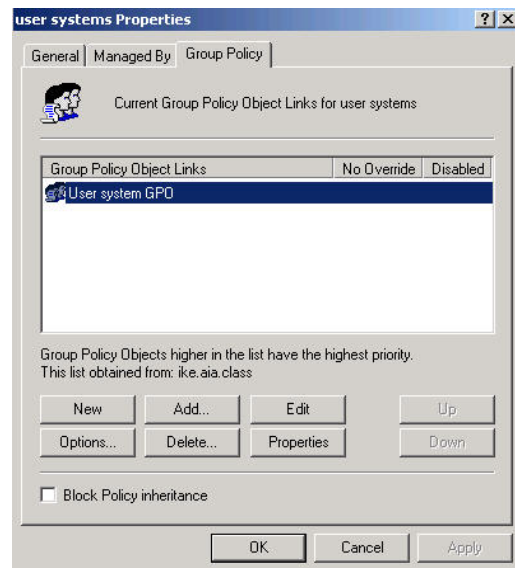 user systems Properties
General Managed By Group Policy
Current Group Policy Object Links for user systems
Group Policy Object Links No Override Disabled
User system GPO
Group Policy Objects higher in the list have the highest priority.
This list obtained from: ike.aia.class
New Add... Edit Up
Options... Delete... Properties Down
Block Policy inheritance
OK Cancel Apply